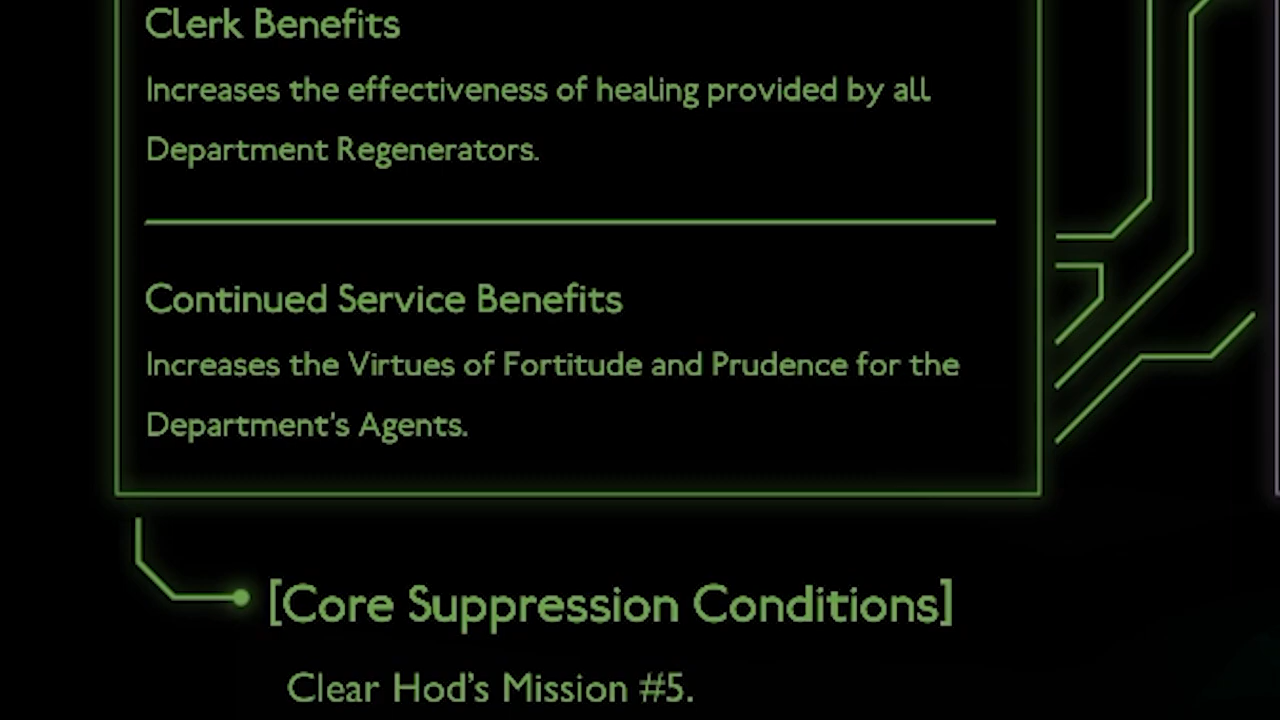 Clerk Benefits
Increases the effectiveness of healing provided by all
Department Regenerators.
Continued Service Benefits
Increases the Virtues of Fortitude and Prudence for the
Department's Agents.
[Core Suppression Conditions]
Clear Hod’s Mission #5.